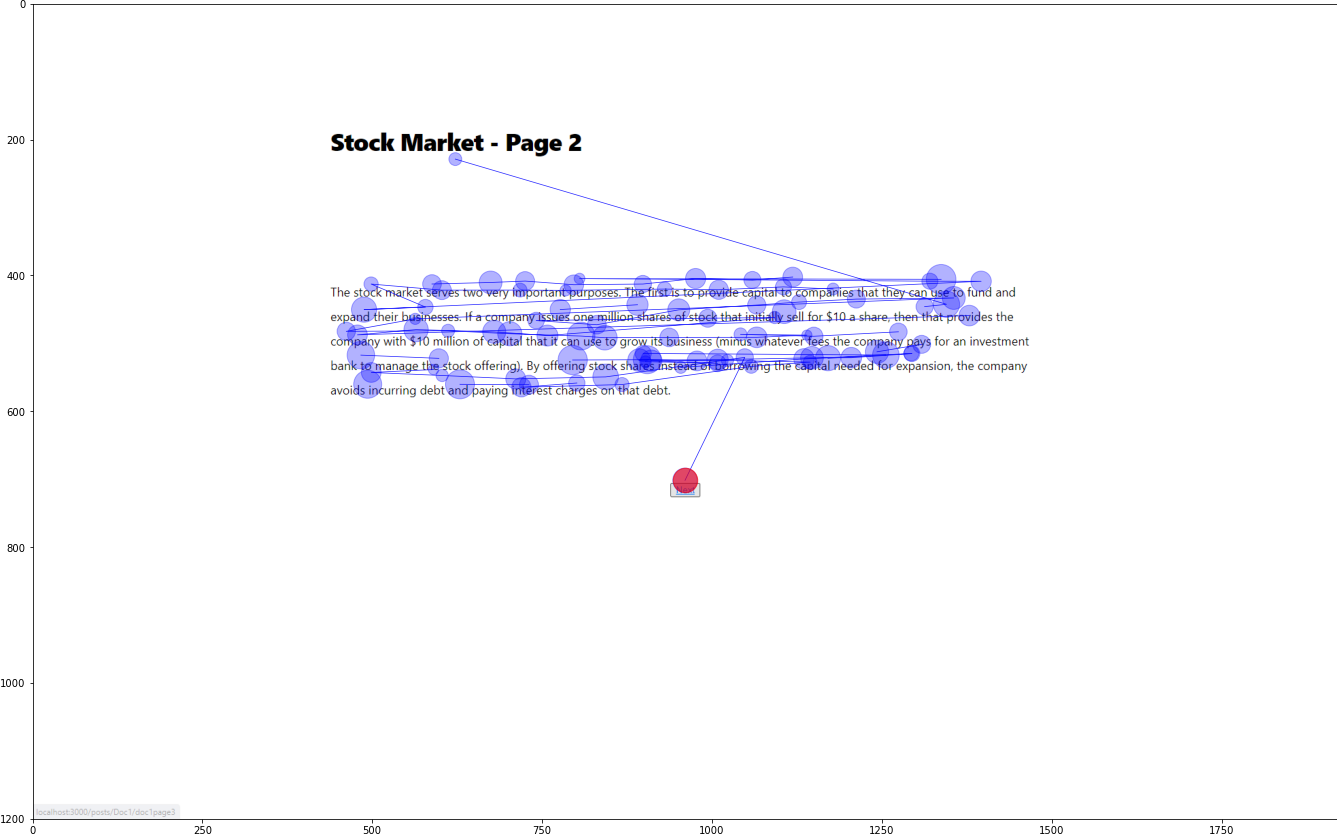 0
200
Stock Market - Page 2
400
The stock market serves two very important purposes. The first is to provide capital to companies that they can use to fund and
expand their businesses. If a company issues one million shares of stock that initially sell for $10 a share, then that provides the
company with $10 million of capital that it can use to grow its business (minus whatever fees the company pays for an investment
bank to manage the stock offering). By offering stock shares instead of borrowing the capital needed for expansion, the company
avoids incurring debt and paying interest charges on that debt.
600
800
1000
localhost:3000/posts/Doc1/doc1page3
1200
0 250 500 750 1000 1250 1500 1750